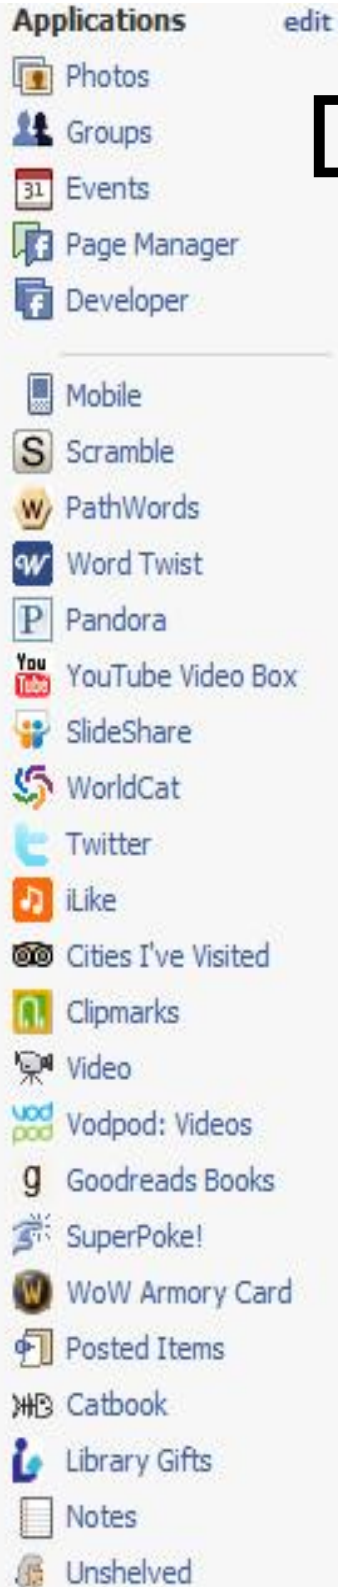 Applications edit
Photos
Groups
31 Events
Page Manager
Developer
Mobile
S Scramble
W PathWords
W Word Twist
P Pandora
You Tube YouTube Video Box
SlideShare
WorldCat
t Twitter
iLike
Cities I've Visited
Clipmarks
Video
vod pod Vodpod: Videos
g Goodreads Books
SuperPoke!
W WoW Armory Card
Posted Items
Catbook
Library Gifts
Notes
Unshelved